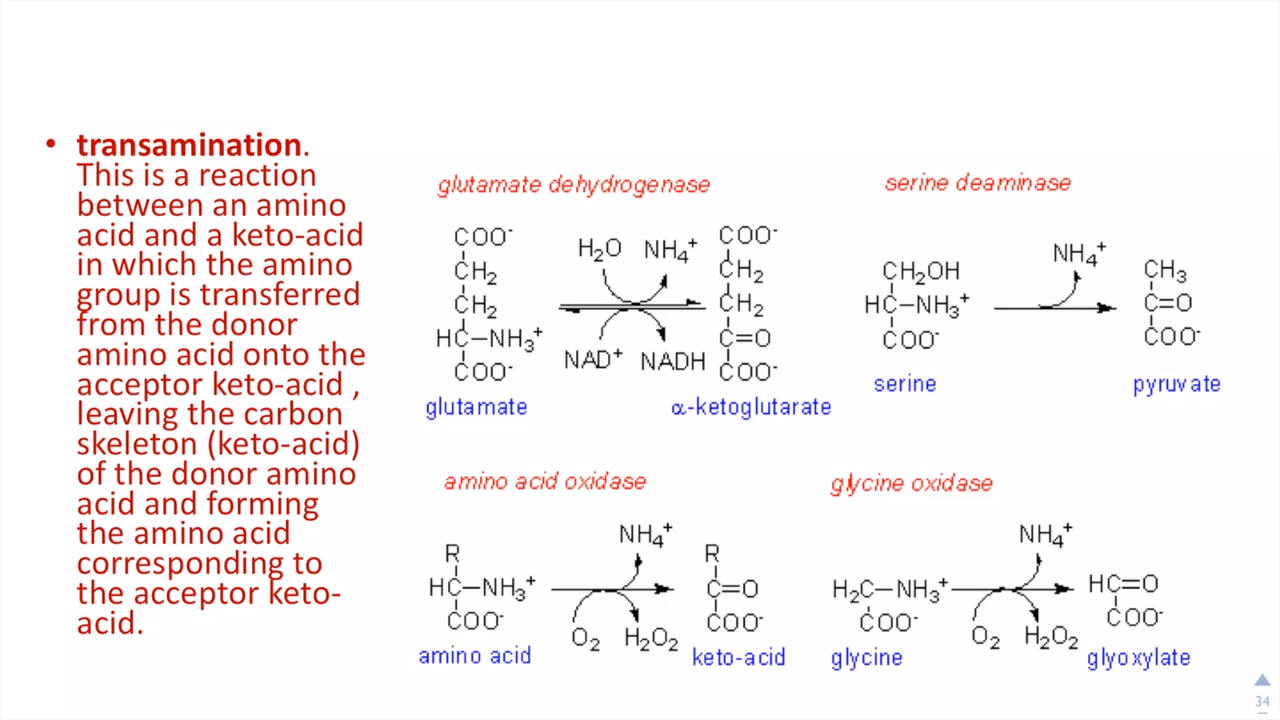 • transamination.
This is a reaction
between an amino
acid and a keto-acid
in which the amino
group is transferred
from the donor
amino acid onto the
acceptor keto-acid ,
leaving the carbon
skeleton (keto-acid)
of the donor amino
acid and forming
the amino acid
corresponding to
the acceptor keto-
acid.
glutamate dehydrogenase
COO⁻
CH₂
CH₂
HC–NH₃⁺
COO⁻
glutamate
H₂O NH₄⁺
NAD⁺ NADH
COO⁻
CH₂
CH₂
C=O
COO⁻
α-ketoglutarate
serine deaminase
CH₂OH
HC–NH₃⁺
COO⁻
serine
NH₄⁺
CH₃
C=O
COO⁻
pyruvate
amino acid oxidase
R
HC–NH₃⁺
COO⁻
amino acid
NH₄⁺
O₂ H₂O₂
R
C=O
COO⁻
keto-acid
glycine oxidase
H₂C–NH₃⁺
COO⁻
glycine
NH₄⁺
O₂ H₂O₂
HC=O
COO⁻
glyoxylate
34